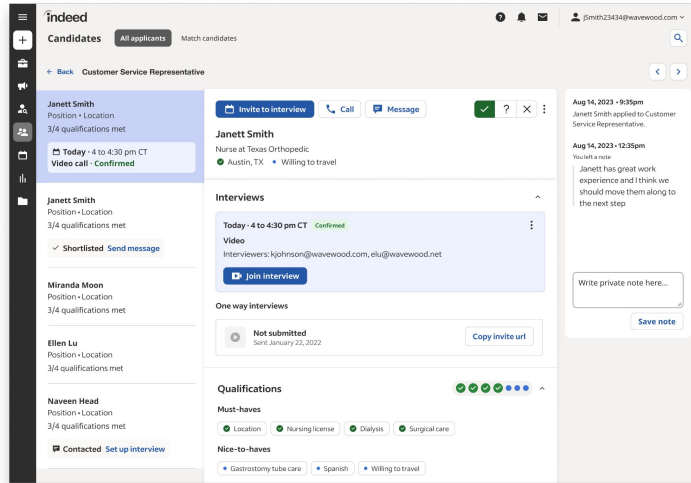 indeed
jSmith23434@wavewood.com
Candidates
All applicants
Match candidates
← Back Customer Service Representative
Janett Smith
Position • Location
3/4 qualifications met
Today · 4 to 4:30 pm CT
Video call · Confirmed
Janett Smith
Position • Location
3/4 qualifications met
Shortlisted Send message
Miranda Moon
Position • Location
3/4 qualifications met
Ellen Lu
Position • Location
3/4 qualifications met
Naveen Head
Position • Location
3/4 qualifications met
Contacted Set up interview
Invite to interview
Call
Message
?
Janett Smith
Nurse at Texas Orthopedic
Austin, TX • Willing to travel
Interviews
Today · 4 to 4:30 pm CT Confirmed
Video
Interviewers: kjohnson@wavewood.com, elu@wavewood.net
Join interview
One way interviews
Not submitted
Sent January 22, 2022
Copy invite url
Qualifications
Must-haves
Location
Nursing license
Dialysis
Surgical care
Nice-to-haves
• Gastrostomy tube care
• Spanish
• Willing to travel
Aug 14, 2023 • 9:35pm
Janett Smith applied to Customer
Service Representative.
Aug 14, 2023 • 12:35pm
You left a note
Janett has great work
experience and I think we
should move them along to
the next step
Write private note here...
Save note